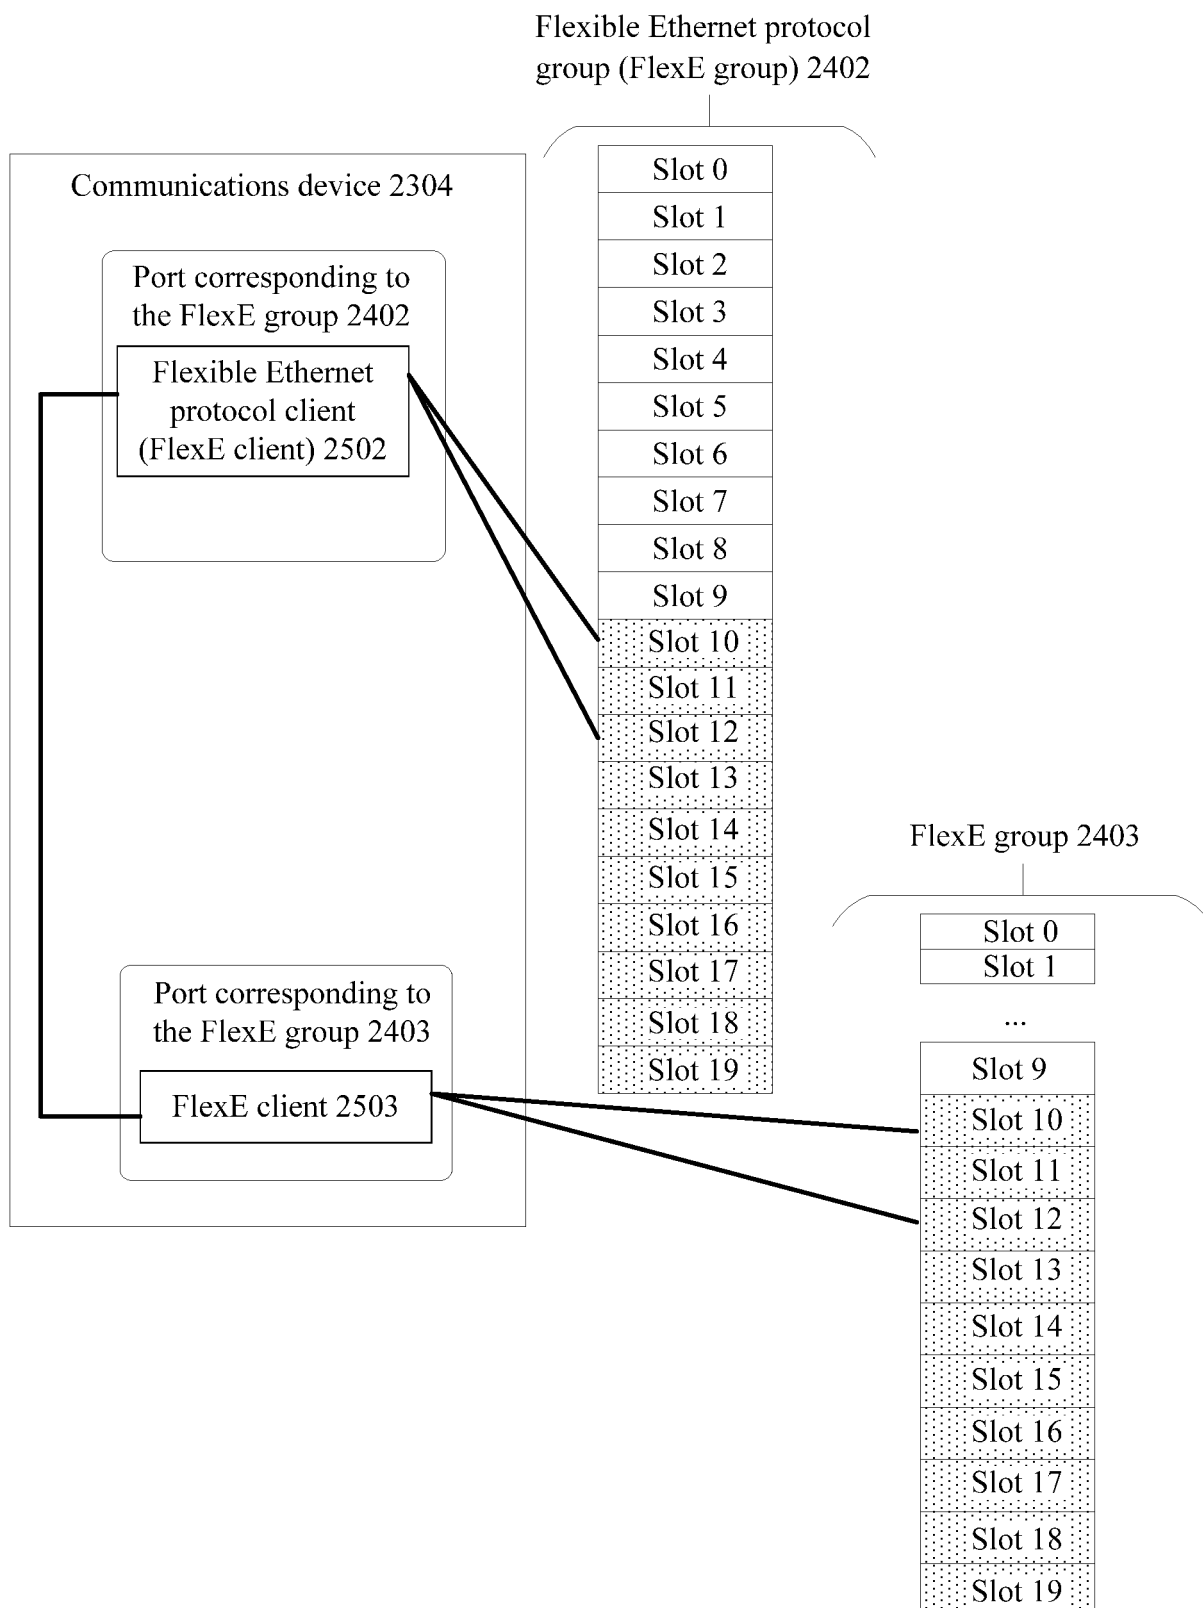 Flexible Ethernet protocol
group (FlexE group) 2402
Communications device 2304
Port corresponding to
the FlexE group 2402
Flexible Ethernet
protocol client
(FlexE client) 2502
Slot 0
Slot 1
Slot 2
Slot 3
Slot 4
Slot 5
Slot 6
Slot 7
Slot 8
Slot 9
Slot 10
Slot 11
Slot 12
Slot 13
Slot 14
Slot 15
Slot 16
Slot 17
Slot 18
Slot 19
Port corresponding to
the FlexE group 2403
FlexE client 2503
FlexE group 2403
Slot 0
Slot 1
...
Slot 9
Slot 10
Slot 11
Slot 12
Slot 13
Slot 14
Slot 15
Slot 16
Slot 17
Slot 18
Slot 19